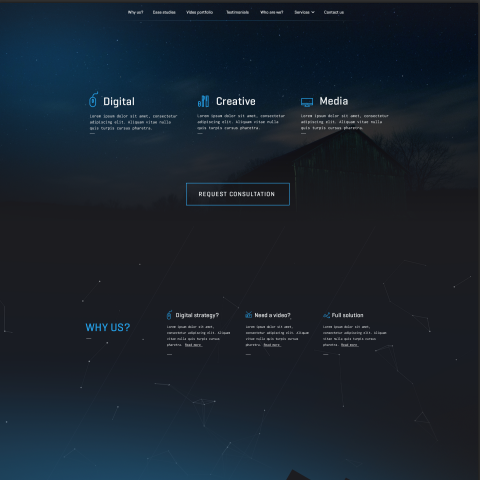 Why us? Case studies Video portfolio Testimonials Who are we? Services Contact us
Digital
Lorem ipsum dolor sit amet, consectetur
adipiscing elit. Aliquam vitae nulla
quis turpis cursus pharetra.
Creative
Lorem ipsum dolor sit amet, consectetur
adipiscing elit. Aliquam vitae nulla
quis turpis cursus pharetra.
Media
Lorem ipsum dolor sit amet, consectetur
adipiscing elit. Aliquam vitae nulla
quis turpis cursus pharetra.
REQUEST CONSULTATION
WHY US?
Digital strategy?
Lorem ipsum dolor sit amet,
consectetur adipiscing elit. Aliquam
vitae nulla quis turpis cursus
pharetra. Read more.
Need a video?
Lorem ipsum dolor sit amet,
consectetur adipiscing elit. Aliquam
vitae nulla quis turpis cursus
pharetra. Read more.
Full solution
Lorem ipsum dolor sit amet,
consectetur adipiscing elit. Aliquam
vitae nulla quis turpis cursus
pharetra. Read more.